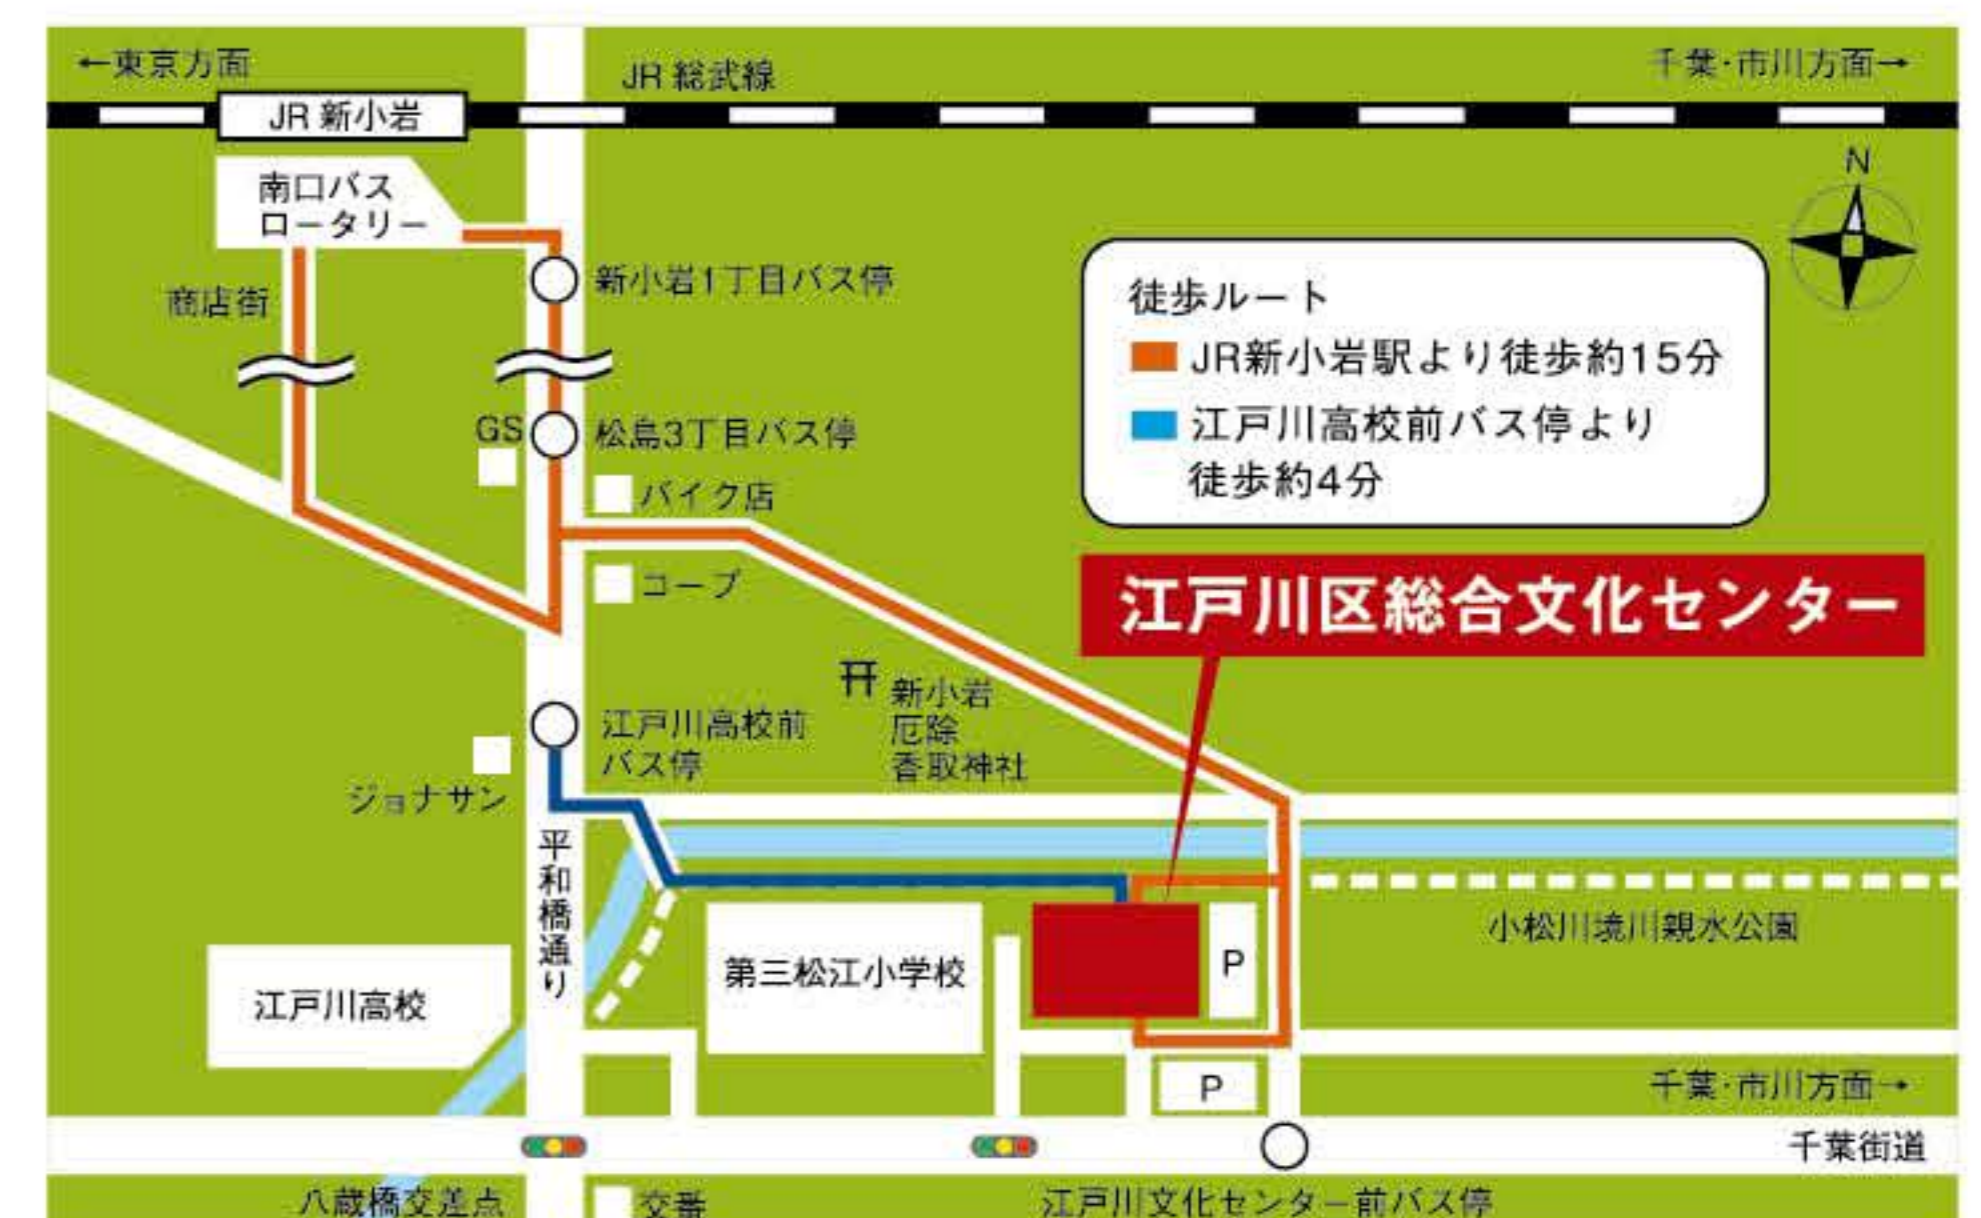 ←東京方面
JR 総武線
千葉・市川方面→
JR 新小岩
N
南口バス
ロータリー
新小岩1丁目バス停
商店街
徒歩ルート
JR新小岩駅より徒歩約15分
江戸川高校前バス停より
徒歩約4分
GS
松島3丁目バス停
バイク店
コープ
江戸川区総合文化センター
新小岩
厄除
香取神社
江戸川高校前
バス停
ジョナサン
平和橋通り
小松川境川親水公園
第三松江小学校
P
江戸川高校
P
千葉・市川方面→
千葉街道
八蔵橋交差点
交番
江戸川文化センター前バス停